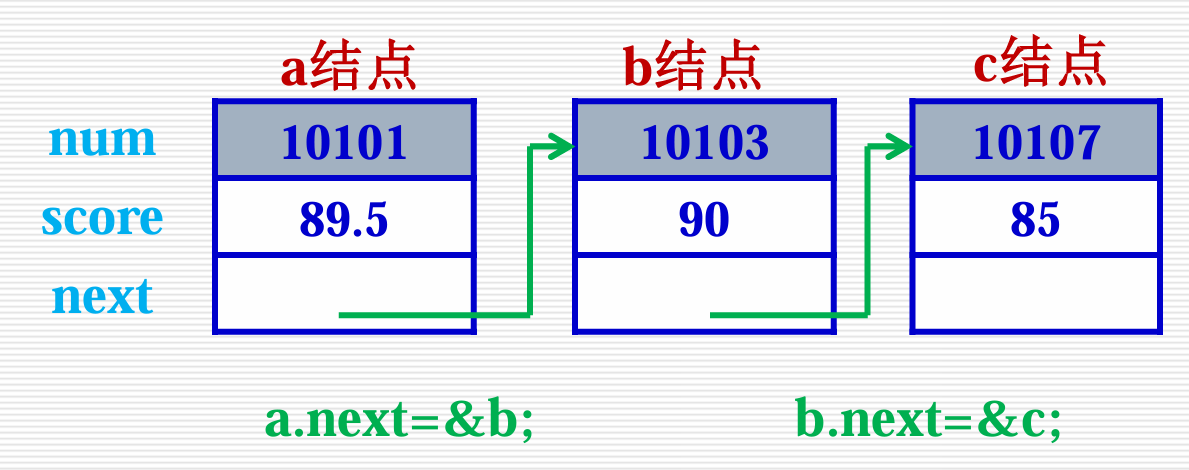 a结点 b结点 c结点
num 10101 10103 10107
score 89.5 90 85
next
a.next=&b; b.next=&c;